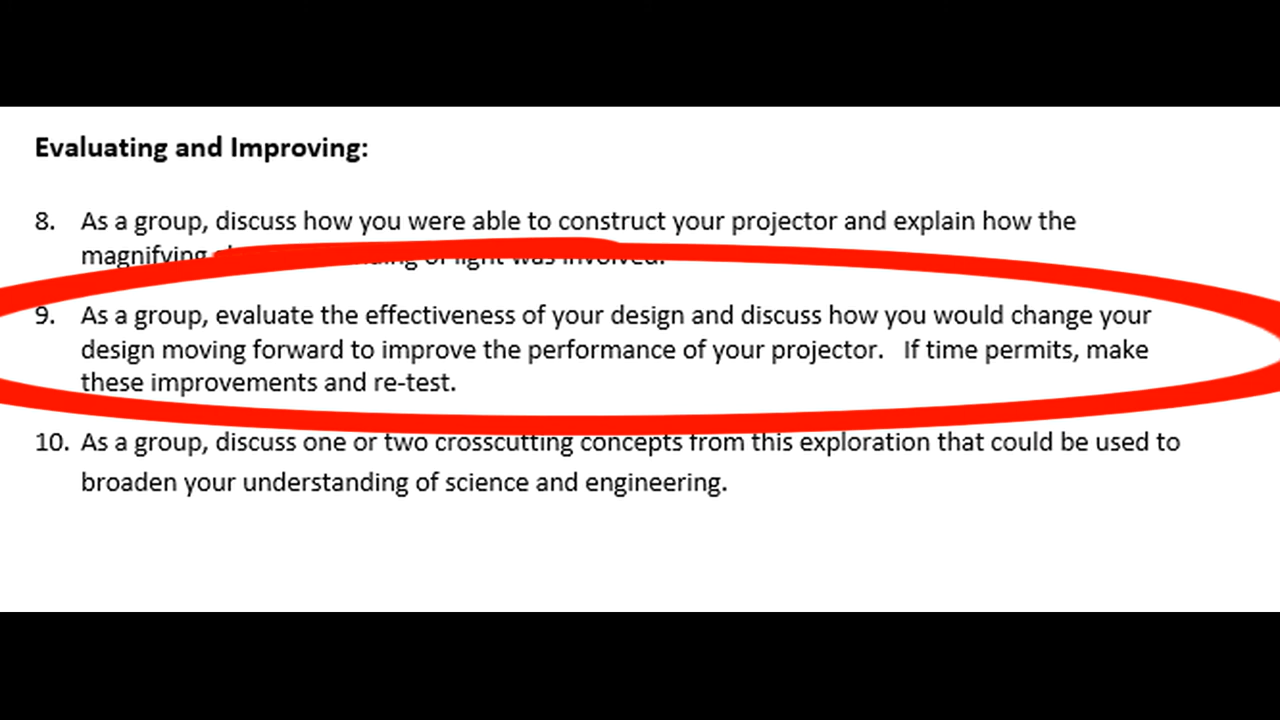 Evaluating and Improving:
8. As a group, discuss how you were able to construct your projector and explain how the
magnifying of light was involved.
9. As a group, evaluate the effectiveness of your design and discuss how you would change your
design moving forward to improve the performance of your projector. If time permits, make
these improvements and re-test.
10. As a group, discuss one or two crosscutting concepts from this exploration that could be used to
broaden your understanding of science and engineering.